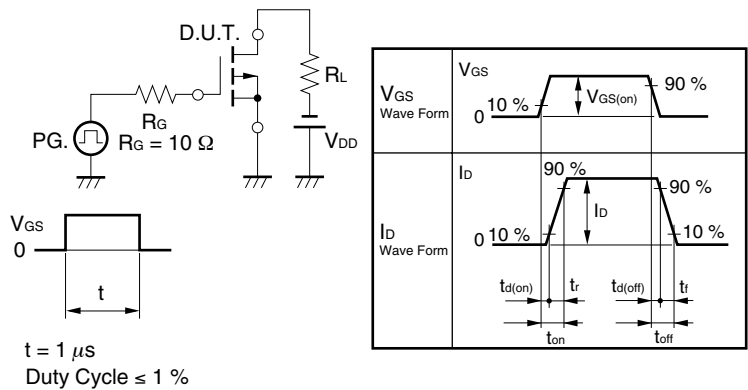 D.U.T.
RL
RG
PG.
RG = 10 Ω
VDD
VGS
0
t
t = 1 μs
Duty Cycle ≤ 1 %
VGS
Wave Form
VGS
10 %
0
VGS(on)
90 %
ID
Wave Form
ID
90 %
90 %
0
10 %
ID
10 %
td(on)
tr
td(off)
tf
ton
toff